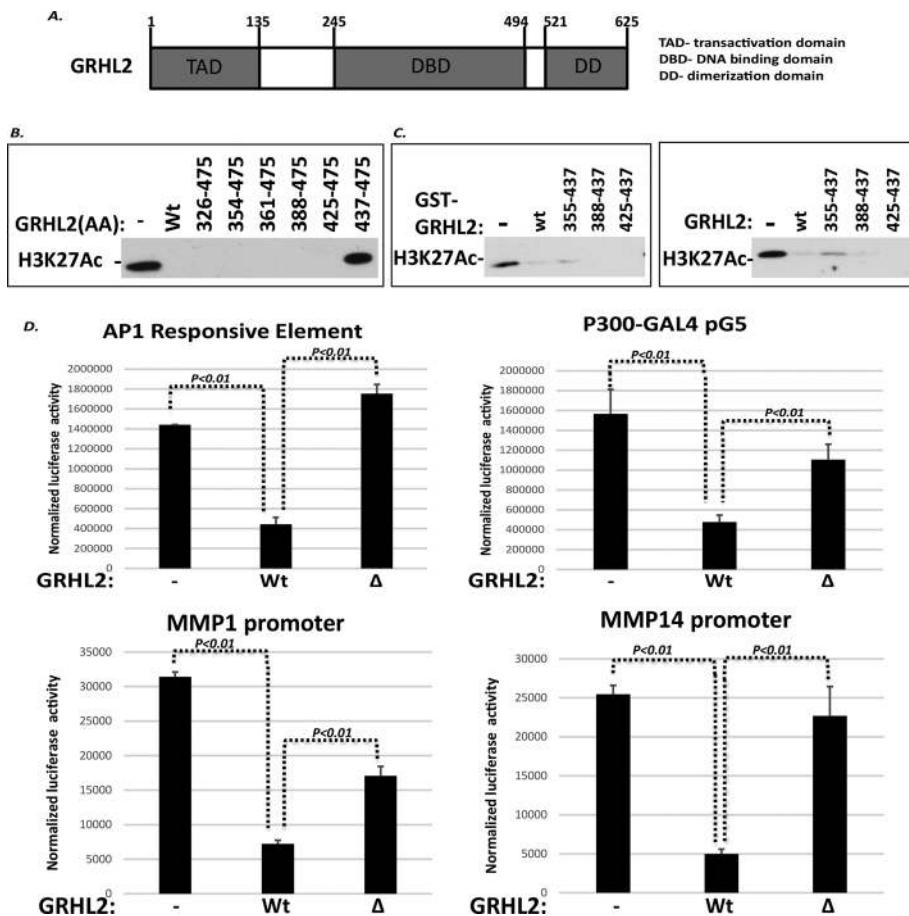 A.
1 135 245 494 521 625
GRHL2 TAD DBD DD
TAD- transactivation domain
DBD- DNA binding domain
DD- dimerization domain
B.
GRHL2(AA): - Wt 326-475 354-475 361-475 388-475 425-475 437-475
H3K27Ac -
C.
GST-
GRHL2: - wt 355-437 388-437 425-437
H3K27Ac-
GRHL2: - wt 355-437 388-437 425-437
H3K27Ac-
D.
AP1 Responsive Element
Normalized luciferase activity
2000000
1800000
1600000
1400000
1200000
1000000
800000
600000
400000
200000
0
P<0.01
P<0.01
GRHL2: - Wt Δ
P300-GAL4 pG5
Normalized luciferase activity
2000000
1800000
1600000
1400000
1200000
1000000
800000
600000
400000
200000
0
P<0.01
P<0.01
GRHL2: - Wt Δ
MMP1 promoter
Normalized luciferase activity
35000
30000
25000
20000
15000
10000
5000
0
P<0.01
P<0.01
GRHL2: - Wt Δ
MMP14 promoter
Normalized luciferase activity
30000
25000
20000
15000
10000
5000
0
P<0.01
P<0.01
GRHL2: - Wt Δ